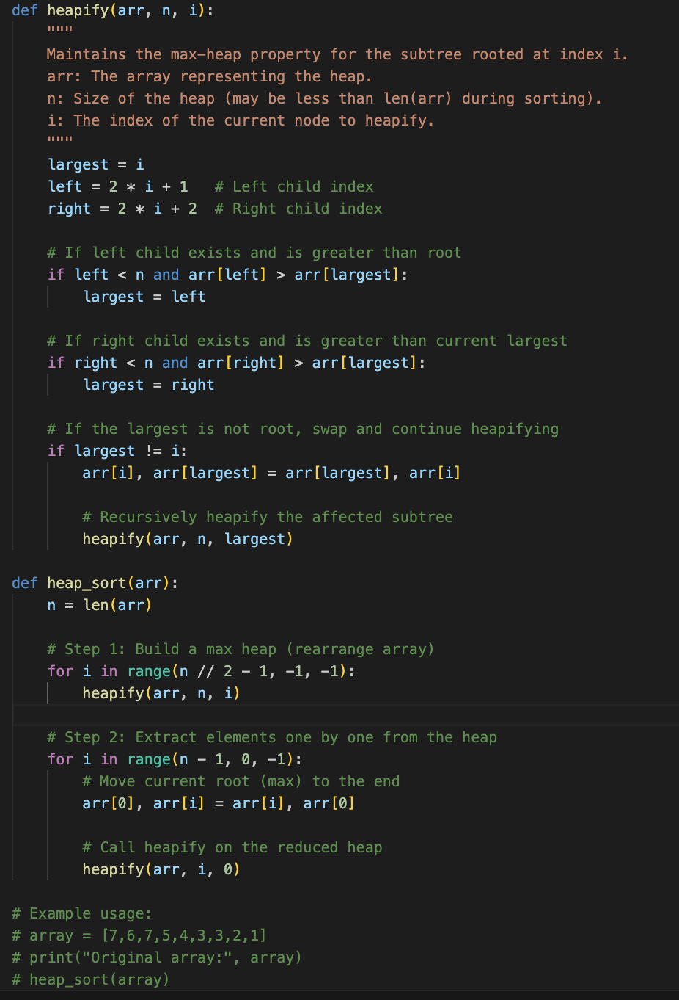 def heapify(arr, n, i):
    """
    Maintains the max-heap property for the subtree rooted at index i.
    arr: The array representing the heap.
    n: Size of the heap (may be less than len(arr) during sorting).
    i: The index of the current node to heapify.
    """
    largest = i
    left = 2 * i + 1   # Left child index
    right = 2 * i + 2  # Right child index

    # If left child exists and is greater than root
    if left < n and arr[left] > arr[largest]:
        largest = left

    # If right child exists and is greater than current largest
    if right < n and arr[right] > arr[largest]:
        largest = right

    # If the largest is not root, swap and continue heapifying
    if largest != i:
        arr[i], arr[largest] = arr[largest], arr[i]

        # Recursively heapify the affected subtree
        heapify(arr, n, largest)

def heap_sort(arr):
    n = len(arr)

    # Step 1: Build a max heap (rearrange array)
    for i in range(n // 2 - 1, -1, -1):
        heapify(arr, n, i)

    # Step 2: Extract elements one by one from the heap
    for i in range(n - 1, 0, -1):
        # Move current root (max) to the end
        arr[0], arr[i] = arr[i], arr[0]

        # Call heapify on the reduced heap
        heapify(arr, i, 0)

# Example usage:
# array = [7,6,7,5,4,3,3,2,1]
# print("Original array:", array)
# heap_sort(array)